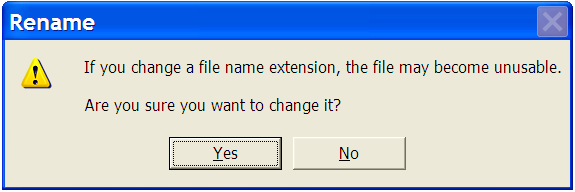 Rename
If you change a file name extension, the file may become unusable.
Are you sure you want to change it?
Yes No